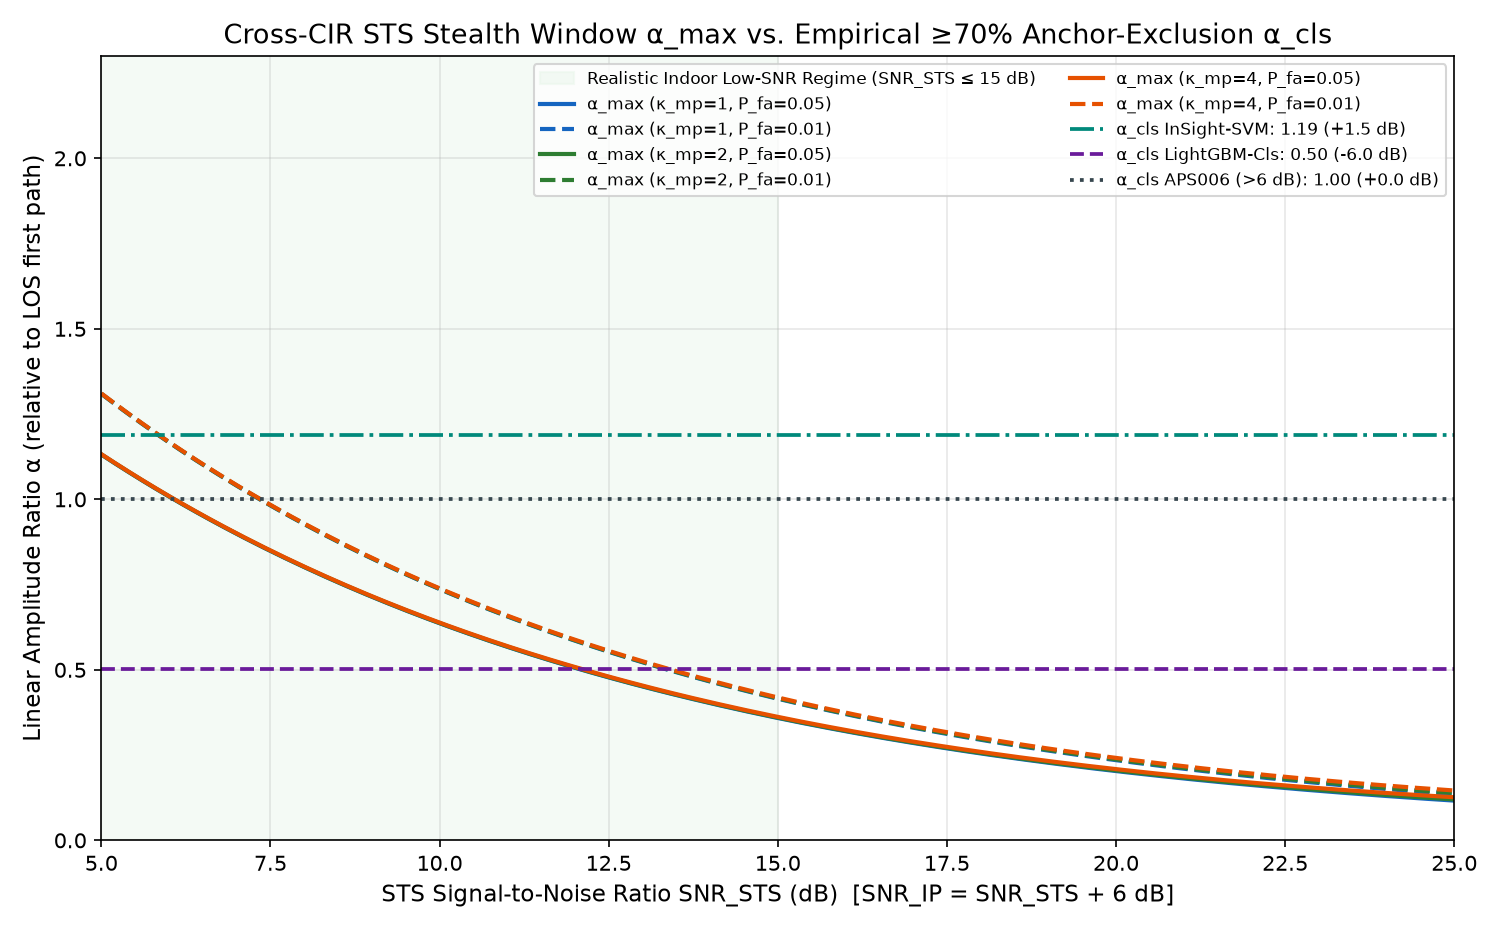 Cross-CIR STS Stealth Window α_max vs. Empirical ≥70% Anchor-Exclusion α_cls
Realistic Indoor Low-SNR Regime (SNR_STS ≤ 15 dB)
α_max (κ_mp=1, P_fa=0.05)
α_max (κ_mp=1, P_fa=0.01)
α_max (κ_mp=2, P_fa=0.05)
α_max (κ_mp=2, P_fa=0.01)
α_max (κ_mp=4, P_fa=0.05)
α_max (κ_mp=4, P_fa=0.01)
α_cls InSight-SVM: 1.19 (+1.5 dB)
α_cls LightGBM-Cls: 0.50 (-6.0 dB)
α_cls APS006 (>6 dB): 1.00 (+0.0 dB)
Linear Amplitude Ratio α (relative to LOS first path)
2.0
1.5
1.0
0.5
0.0
5.0 7.5 10.0 12.5 15.0 17.5 20.0 22.5 25.0
STS Signal-to-Noise Ratio SNR_STS (dB)  [SNR_IP = SNR_STS + 6 dB]